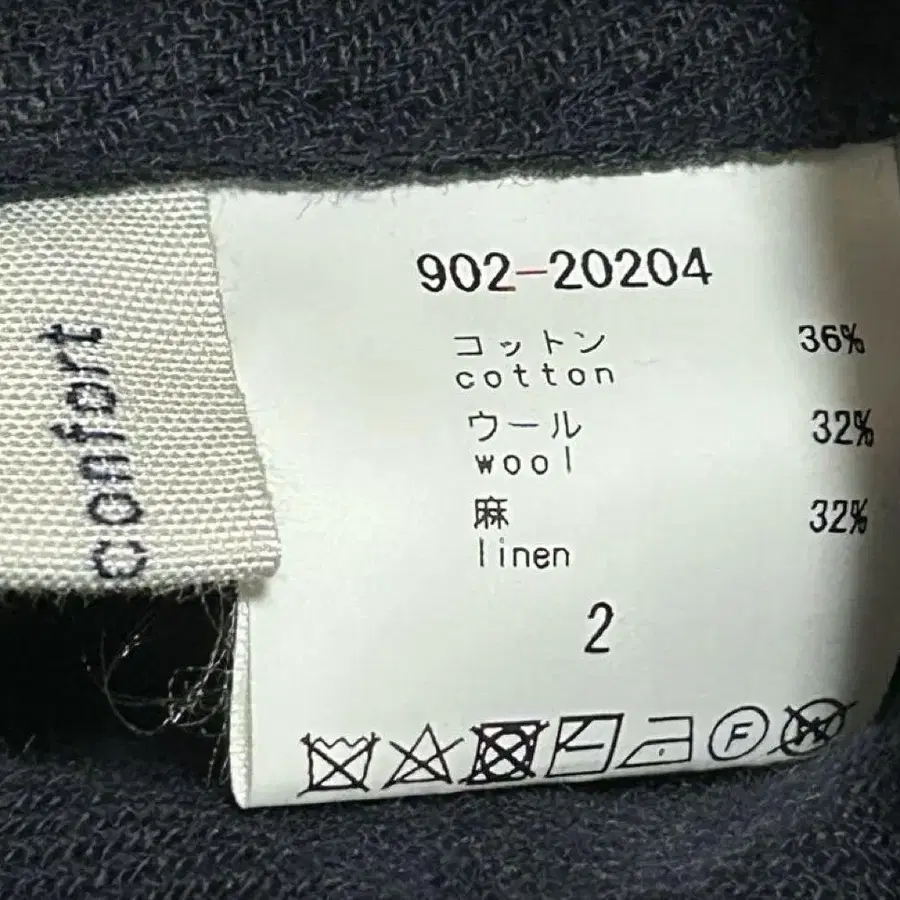 confort
902-20204
コットン 36%
cotton
ウール 32%
wool
麻 32%
linen
2
F W